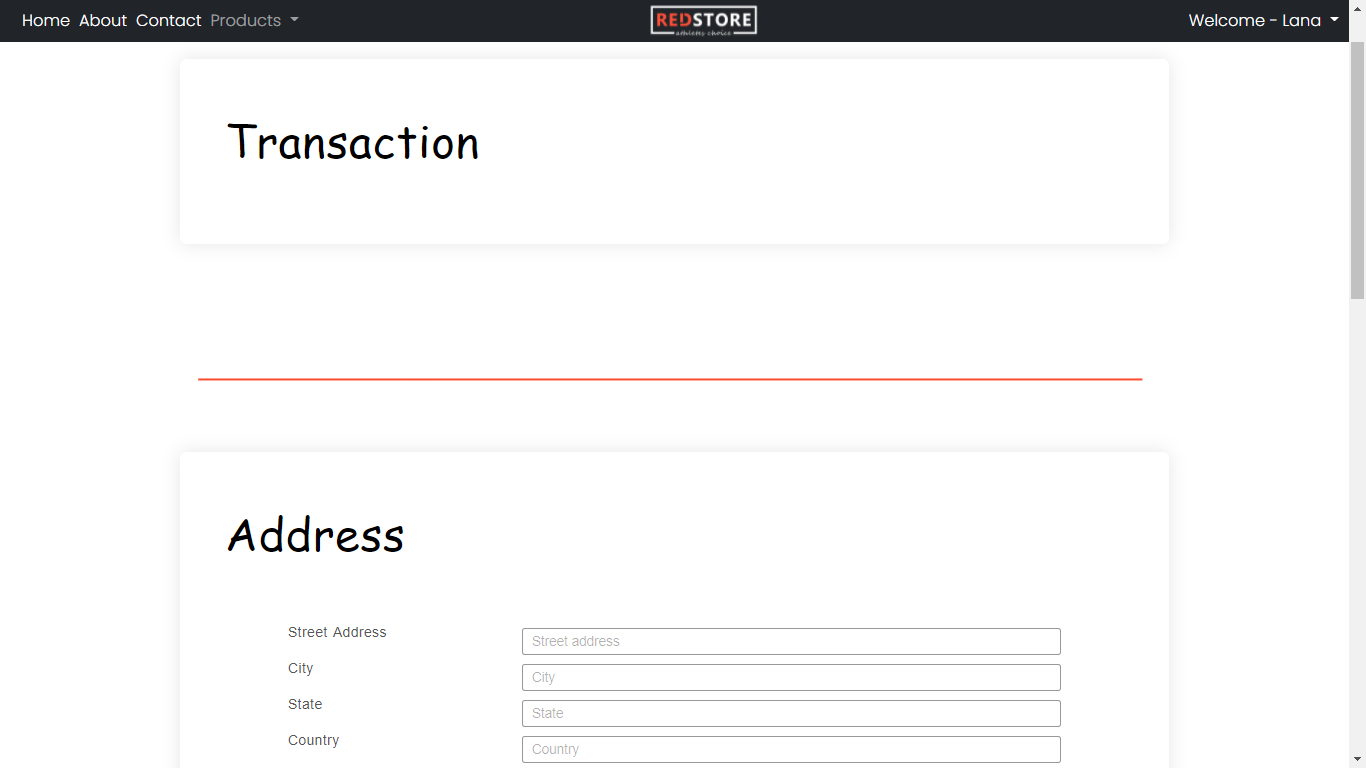 Home About Contact Products
REDSTORE
athletes choice
Welcome - Lana
Transaction
Address
Street Address
Street address
City
City
State
State
Country
Country